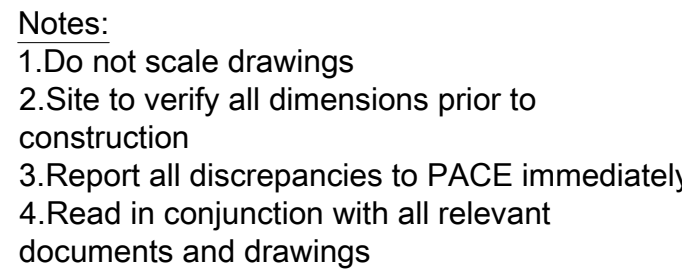 Notes:
1.Do not scale drawings
2.Site to verify all dimensions prior to
construction
3.Report all discrepancies to PACE immediately
4.Read in conjunction with all relevant
documents and drawings